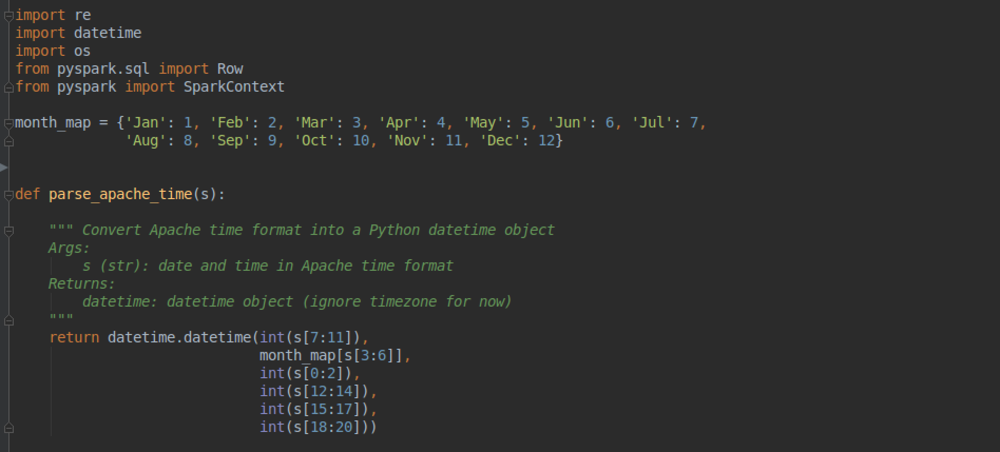 import re
import datetime
import os
from pyspark.sql import Row
from pyspark import SparkContext

month_map = {'Jan': 1, 'Feb': 2, 'Mar': 3, 'Apr': 4, 'May': 5, 'Jun': 6, 'Jul': 7,
             'Aug': 8, 'Sep': 9, 'Oct': 10, 'Nov': 11, 'Dec': 12}


def parse_apache_time(s):

    """ Convert Apache time format into a Python datetime object
    Args:
        s (str): date and time in Apache time format
    Returns:
        datetime: datetime object (ignore timezone for now)
    """
    return datetime.datetime(int(s[7:11]),
                             month_map[s[3:6]],
                             int(s[0:2]),
                             int(s[12:14]),
                             int(s[15:17]),
                             int(s[18:20]))